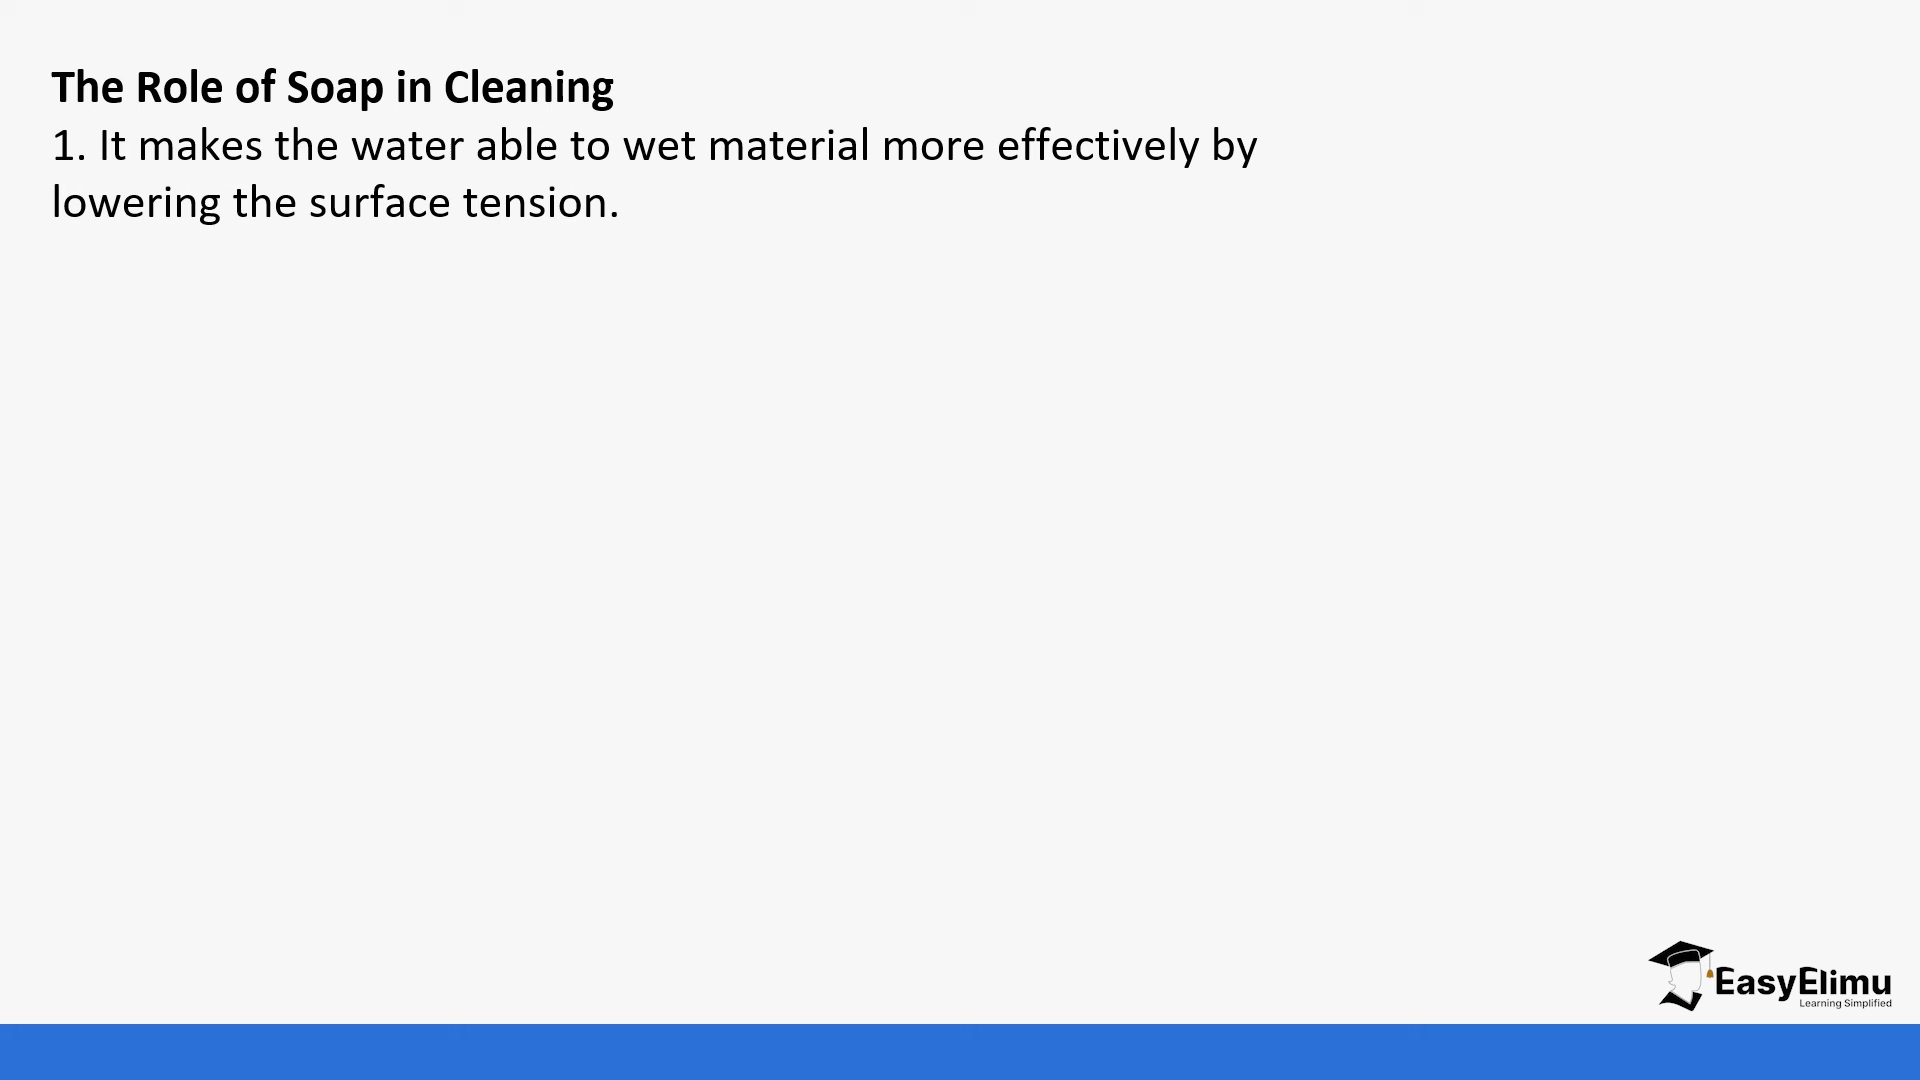 The Role of Soap in Cleaning
1. It makes the water able to wet material more effectively by
lowering the surface tension.
EasyElimu
Learning Simplified